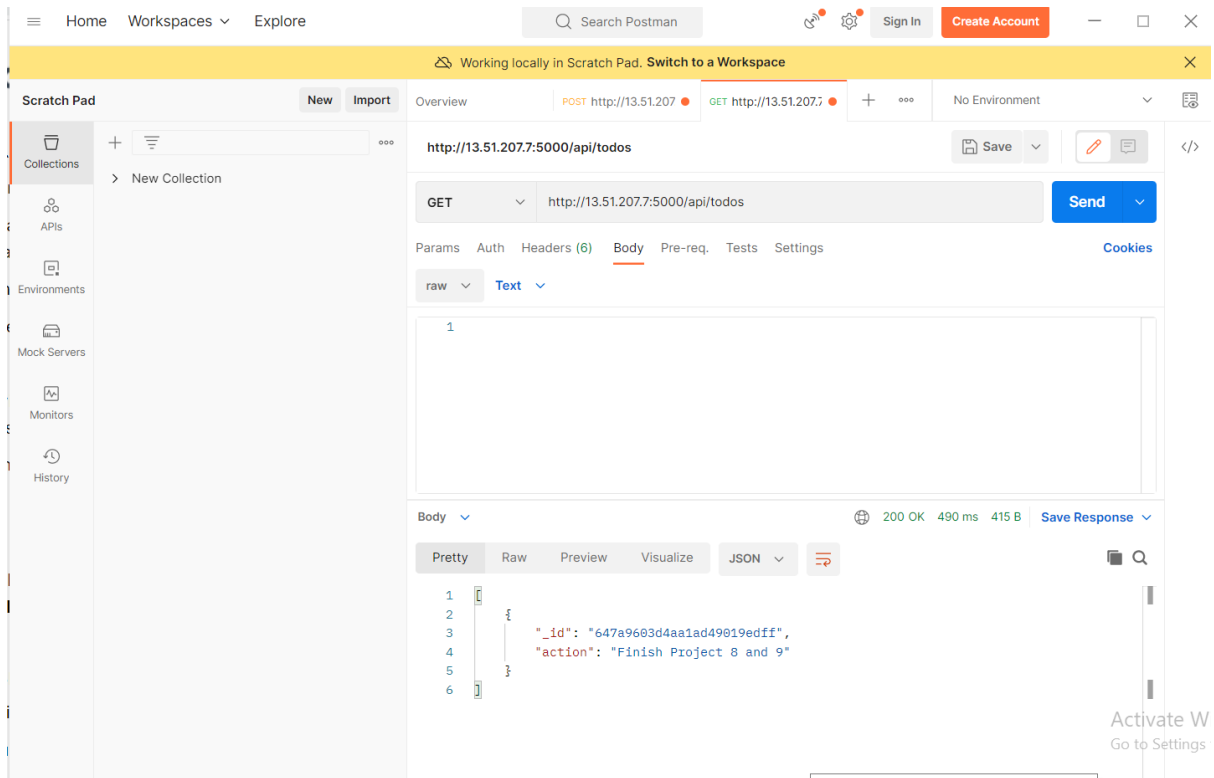 Home Workspaces Explore Search Postman Sign In Create Account
Working locally in Scratch Pad. Switch to a Workspace
Scratch Pad New Import Overview POST http://13.51.207 GET http://13.51.207.7 No Environment
Collections
New Collection
APIs
Environments
Mock Servers
Monitors
History
http://13.51.207.7:5000/api/todos Save </>
GET http://13.51.207.7:5000/api/todos Send
Params Auth Headers (6) Body Pre-req. Tests Settings Cookies
raw Text
1
Body 200 OK 490 ms 415 B Save Response
Pretty Raw Preview Visualize JSON
1 [
2 {
3 "_id": "647a9603d4aa1ad49019edff",
4 "action": "Finish Project 8 and 9"
5 }
6 ]
Activate W
Go to Settings